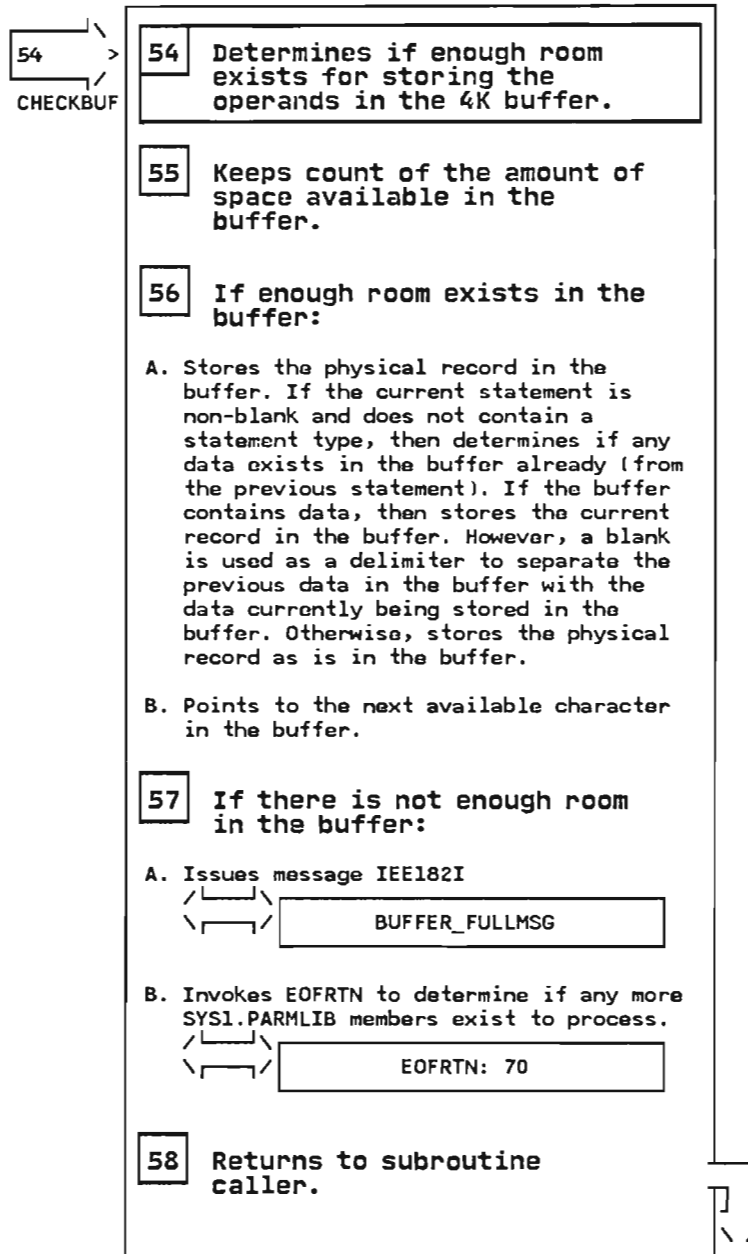 54 >
CHECKBUF
54 Determines if enough room
exists for storing the
operands in the 4K buffer.
55 Keeps count of the amount of
space available in the
buffer.
56 If enough room exists in the
buffer:
A. Stores the physical record in the
buffer. If the current statement is
non-blank and does not contain a
statement type, then determines if any
data exists in the buffer already (from
the previous statement). If the buffer
contains data, then stores the current
record in the buffer. However, a blank
is used as a delimiter to separate the
previous data in the buffer with the
data currently being stored in the
buffer. Otherwise, stores the physical
record as is in the buffer.
B. Points to the next available character
in the buffer.
57 If there is not enough room
in the buffer:
A. Issues message IEE182I
BUFFER_FULLMSG
B. Invokes EOFRTN to determine if any more
SYS1.PARMLIB members exist to process.
EOFRTN: 70
58 Returns to subroutine
caller.